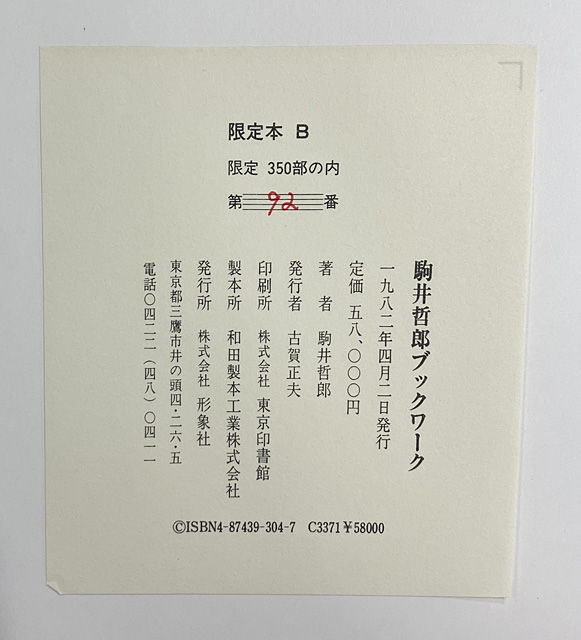 限定本 B
限定 350部の内
第92番
駒井哲郎ブックワーク
一九八二年四月二日発行
定価 五八、〇〇〇円
著者 駒井哲郎
発行者 古賀正夫
印刷所 株式会社 東京印書館
製本所 和田製本工業株式会社
発行所 株式会社 形象社
東京都三鷹市井の頭四・二六・五
電話〇四二二(四八)〇四一一
©ISBN4-87439-304-7 C3371¥58000